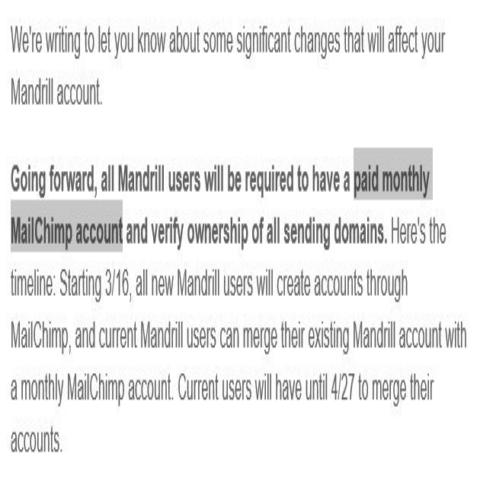 We're writing to let you know about some significant changes that will affect your
Mandrill account.
Going forward, all Mandrill users will be required to have a paid monthly
MailChimp account and verify ownership of all sending domains. Here's the
timeline: Starting 3/16, all new Mandrill users will create accounts through
MailChimp, and current Mandrill users can merge their existing Mandrill account with
a monthly MailChimp account. Current users will have until 4/27 to merge their
accounts.